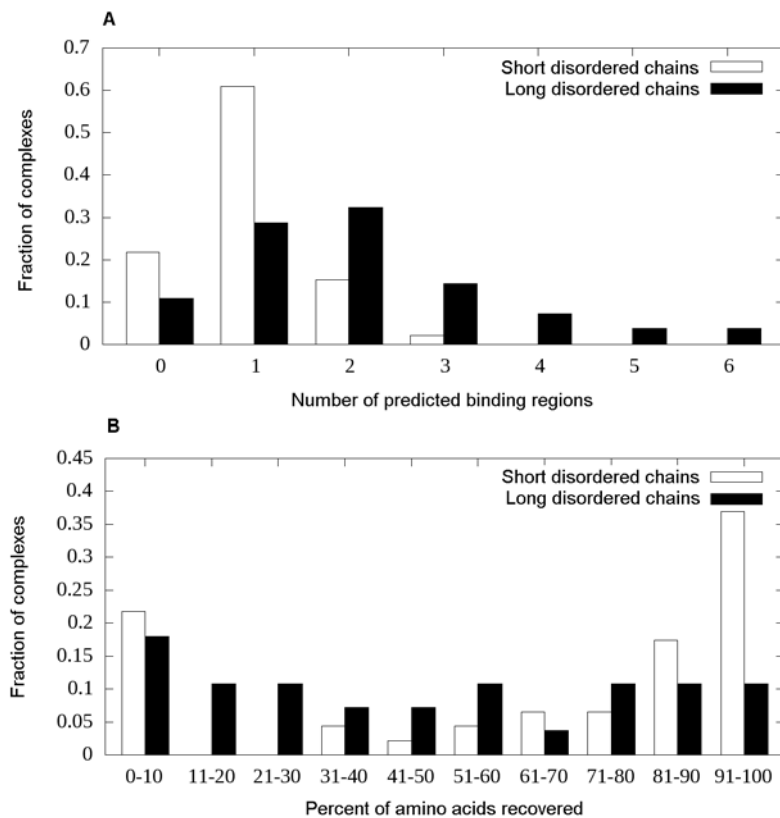 A
0.7
0.6
0.5
0.4
0.3
0.2
0.1
0
Fraction of complexes
Short disordered chains
Long disordered chains
0 1 2 3 4 5 6
Number of predicted binding regions
B
0.45
0.4
0.35
0.3
0.25
0.2
0.15
0.1
0.05
0
Fraction of complexes
Short disordered chains
Long disordered chains
0-10 11-20 21-30 31-40 41-50 51-60 61-70 71-80 81-90 91-100
Percent of amino acids recovered